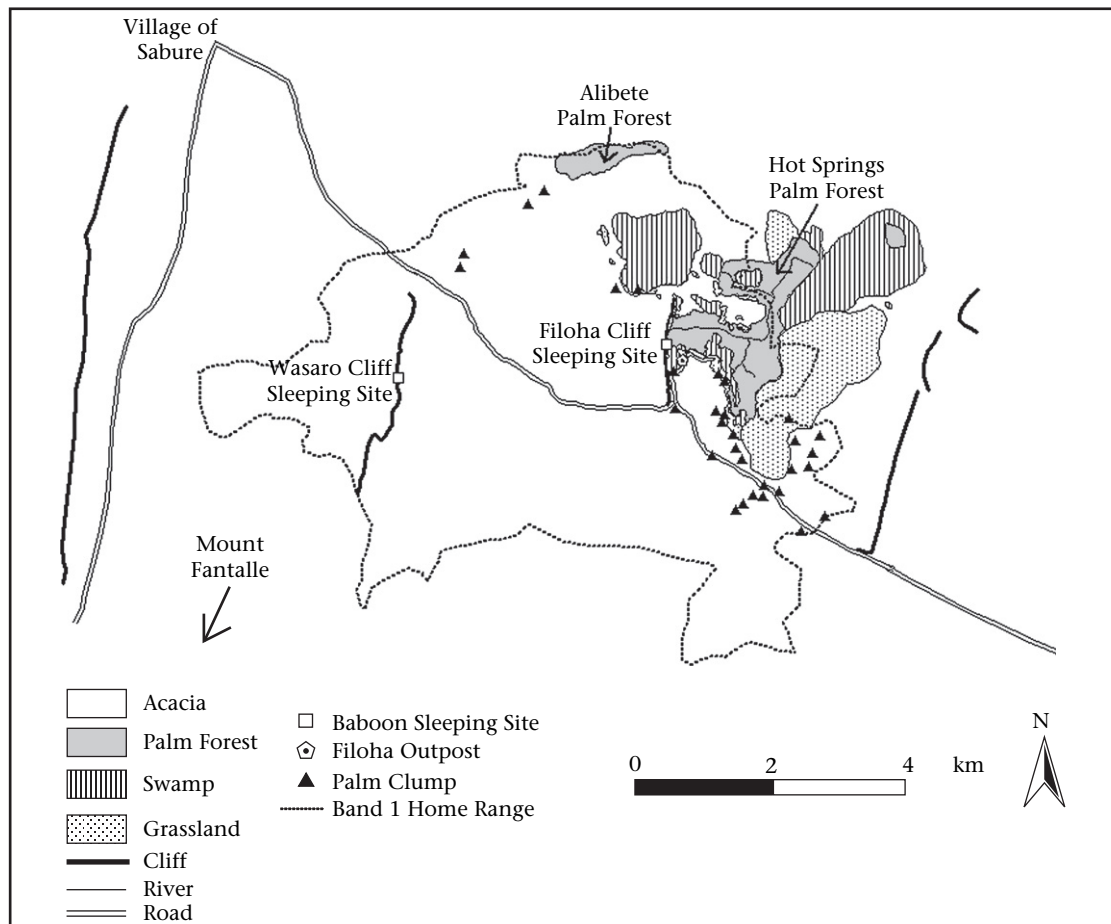 Village of
Sabure
Alibete
Palm Forest
Hot Springs
Palm Forest
Filoha Cliff
Sleeping Site
Wasaro Cliff
Sleeping Site
Mount
Fantalle
Acacia
Palm Forest
Swamp
Grassland
Cliff
River
Road
Baboon Sleeping Site
Filoha Outpost
Palm Clump
Band 1 Home Range
0 2 4 km
N